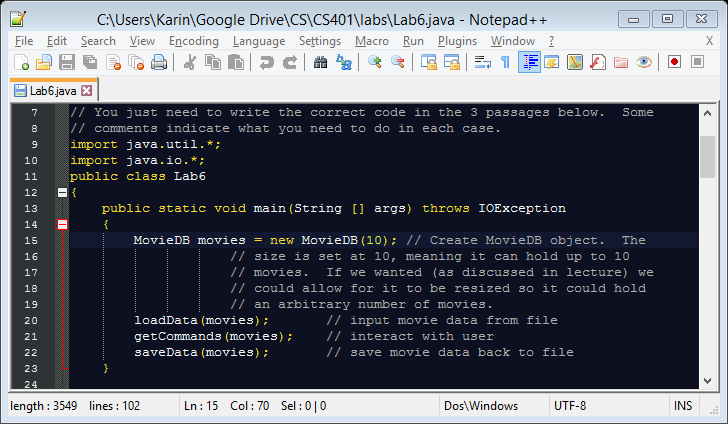 C:\Users\Karin\Google Drive\CS\CS401\labs\Lab6.java - Notepad++
File Edit Search View Encoding Language Settings Macro Run Plugins Window ? X
Lab6.java
7 // You just need to write the correct code in the 3 passages below.  Some
8 // comments indicate what you need to do in each case.
9 import java.util.*;
10 import java.io.*;
11 public class Lab6
12 {
13     public static void main(String [] args) throws IOException
14     {
15         MovieDB movies = new MovieDB(10); // Create MovieDB object.  The
16                     // size is set at 10, meaning it can hold up to 10
17                     // movies.  If we wanted (as discussed in lecture) we
18                     // could allow for it to be resized so it could hold
19                     // an arbitrary number of movies.
20         loadData(movies);       // input movie data from file
21         getCommands(movies);    // interact with user
22         saveData(movies);       // save movie data back to file
23     }
24
length : 3549 lines : 102 Ln : 15 Col : 70 Sel : 0 | 0 Dos\Windows UTF-8 INS